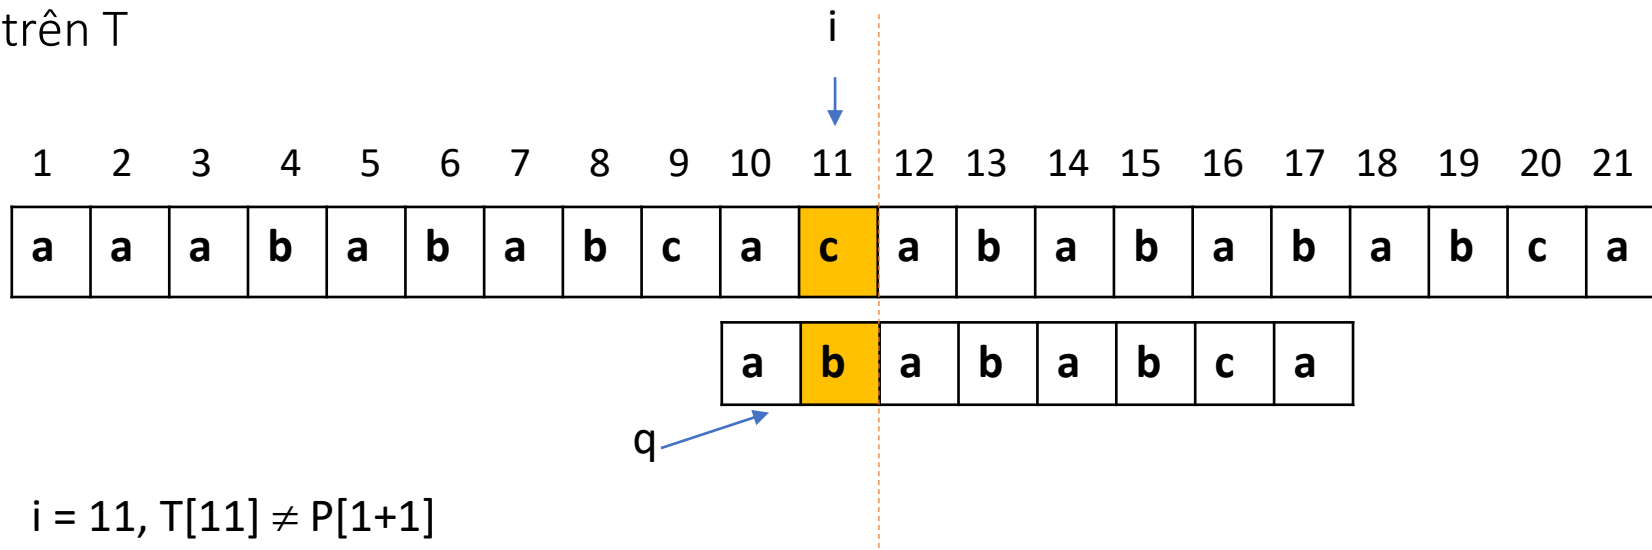 trên T
i
1 2 3 4 5 6 7 8 9 10 11 12 13 14 15 16 17 18 19 20 21
a a a b a b a b c a c a b a b a b a b c a
a b a b a b c a
q
i = 11, T[11] ≠ P[1+1]